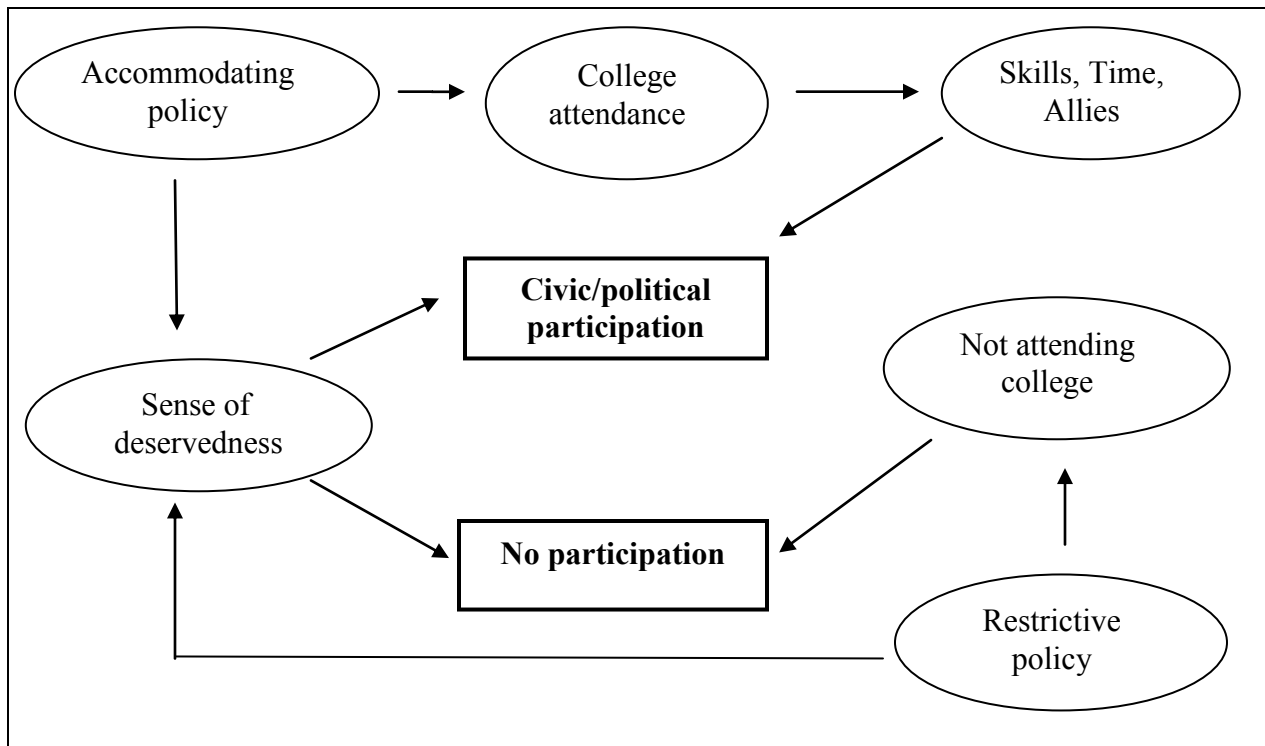 Accommodating
policy
College
attendance
Skills, Time,
Allies
Civic/political
participation
Not attending
college
Sense of
deservedness
No participation
Restrictive
policy